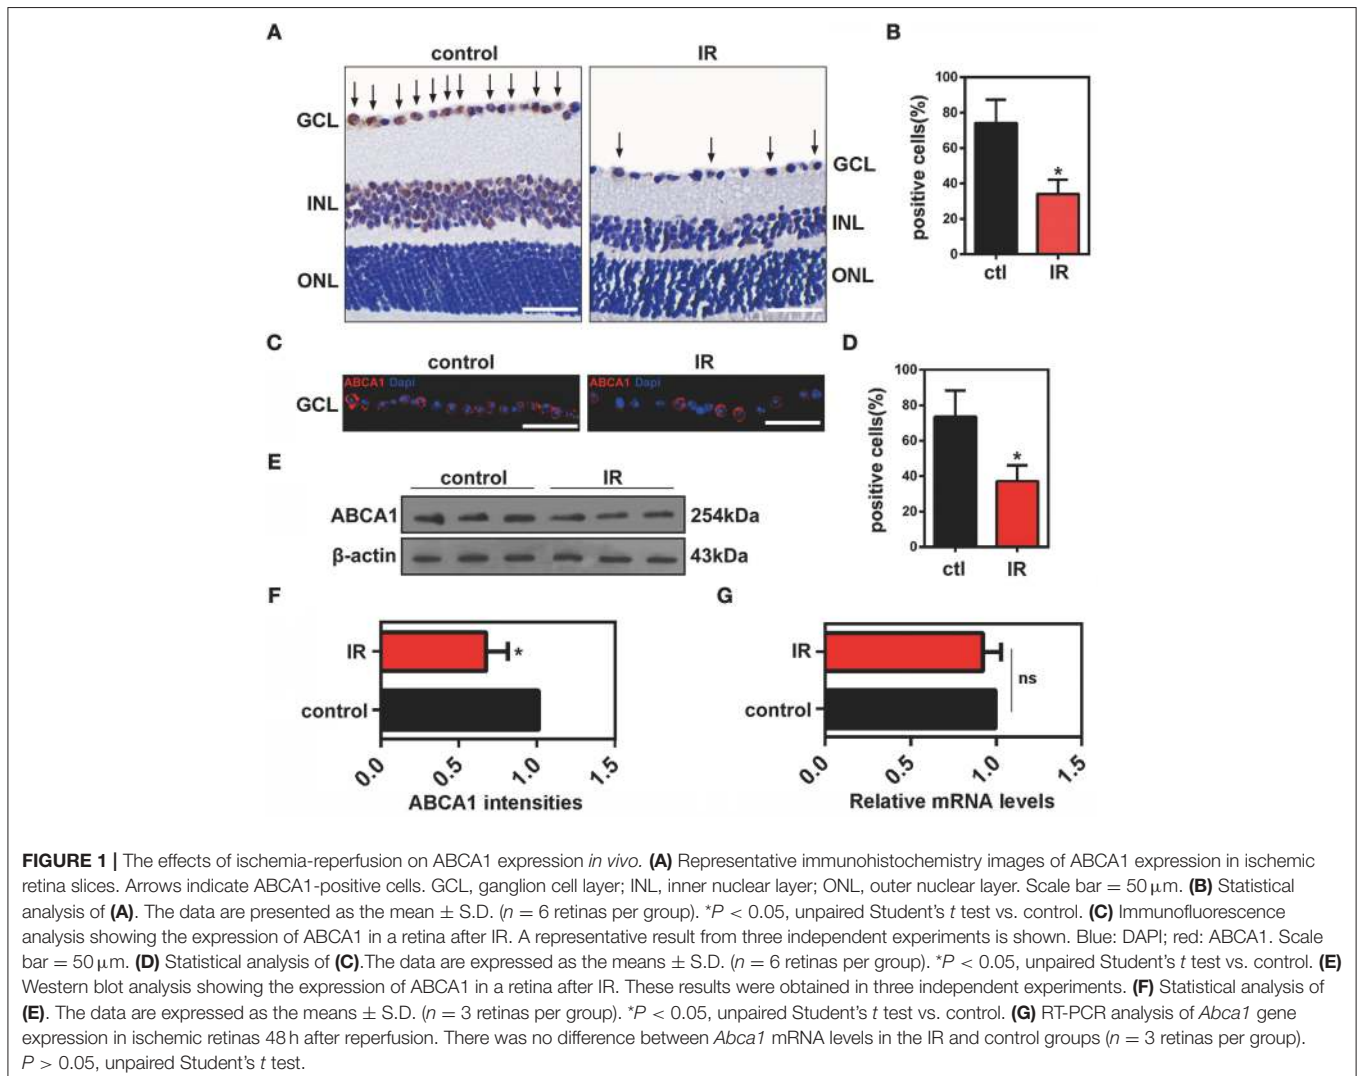 A
control
IR
GCL
INL
ONL
GCL
INL
ONL
B
positive cells(%)
100
80
60
40
20
0
*
ctl
IR
C
control
IR
GCL
ABCA1 Dapi
ABCA1 Dapi
D
positive cells(%)
100
80
60
40
20
0
*
ctl
IR
E
control
IR
ABCA1
254kDa
β-actin
43kDa
F
IR
*
control
0.0
0.5
1.0
1.5
ABCA1 intensities
G
IR
ns
control
0.0
0.5
1.0
1.5
Relative mRNA levels
FIGURE 1 | The effects of ischemia-reperfusion on ABCA1 expression in vivo. (A) Representative immunohistochemistry images of ABCA1 expression in ischemic
retina slices. Arrows indicate ABCA1-positive cells. GCL, ganglion cell layer; INL, inner nuclear layer; ONL, outer nuclear layer. Scale bar = 50 μm. (B) Statistical
analysis of (A). The data are presented as the mean ± S.D. (n = 6 retinas per group). *P < 0.05, unpaired Student's t test vs. control. (C) Immunofluorescence
analysis showing the expression of ABCA1 in a retina after IR. A representative result from three independent experiments is shown. Blue: DAPI; red: ABCA1. Scale
bar = 50 μm. (D) Statistical analysis of (C).The data are expressed as the means ± S.D. (n = 6 retinas per group). *P < 0.05, unpaired Student's t test vs. control. (E)
Western blot analysis showing the expression of ABCA1 in a retina after IR. These results were obtained in three independent experiments. (F) Statistical analysis of
(E). The data are expressed as the means ± S.D. (n = 3 retinas per group). *P < 0.05, unpaired Student's t test vs. control. (G) RT-PCR analysis of Abca1 gene
expression in ischemic retinas 48 h after reperfusion. There was no difference between Abca1 mRNA levels in the IR and control groups (n = 3 retinas per group).
P > 0.05, unpaired Student's t test.